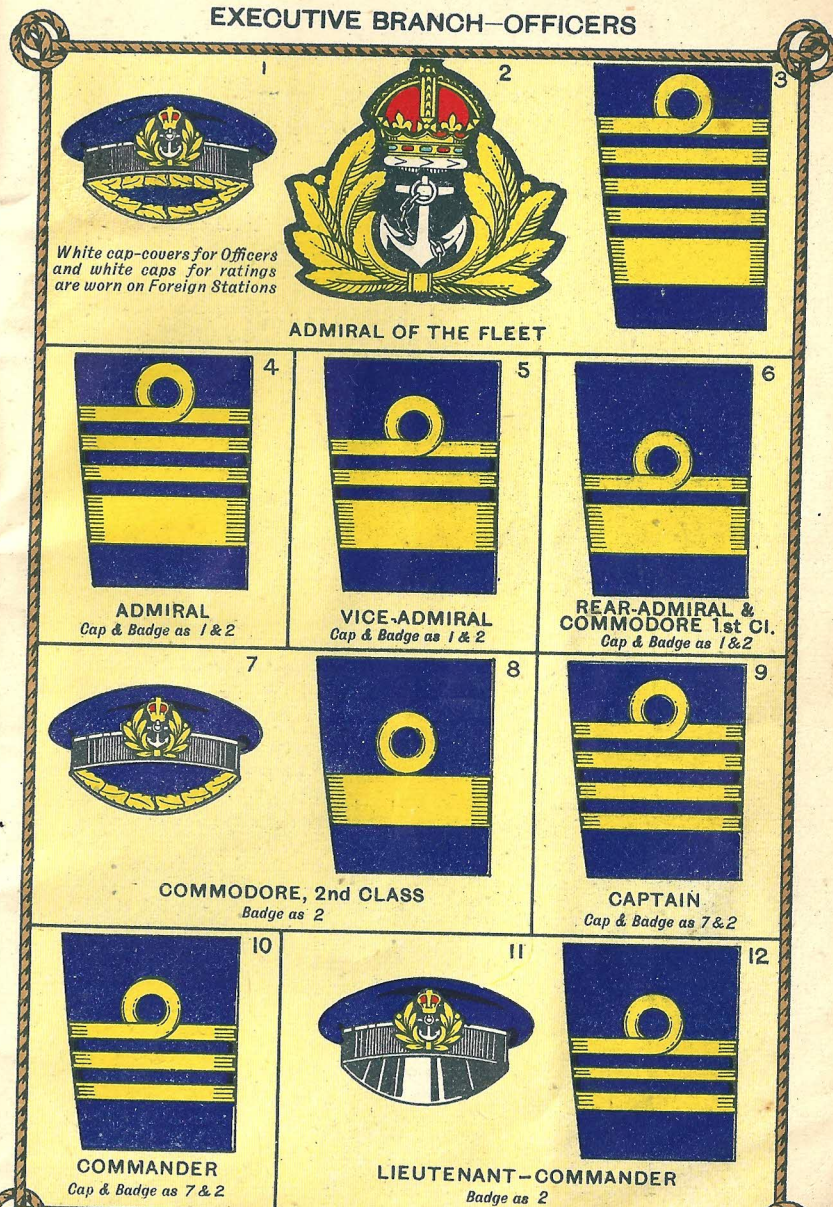 EXECUTIVE BRANCH—OFFICERS
1
2
3
White cap-covers for Officers
and white caps for ratings
are worn on Foreign Stations
ADMIRAL OF THE FLEET
4
5
6
ADMIRAL
Cap & Badge as 1 & 2
VICE-ADMIRAL
Cap & Badge as 1 & 2
REAR-ADMIRAL &
COMMODORE 1.st Cl.
Cap & Badge as 1 & 2
7
8
9
COMMODORE, 2nd CLASS
Badge as 2
CAPTAIN
Cap & Badge as 7 & 2
10
11
12
COMMANDER
Cap & Badge as 7 & 2
LIEUTENANT-COMMANDER
Badge as 2